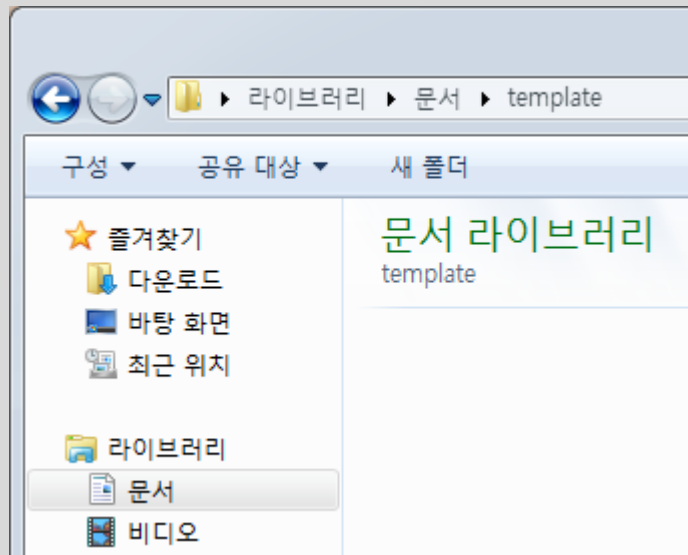 라이브러리 문서 template
구성 공유 대상 새 폴더
즐겨찾기
다운로드
바탕 화면
최근 위치
라이브러리
문서
비디오
문서 라이브러리
template